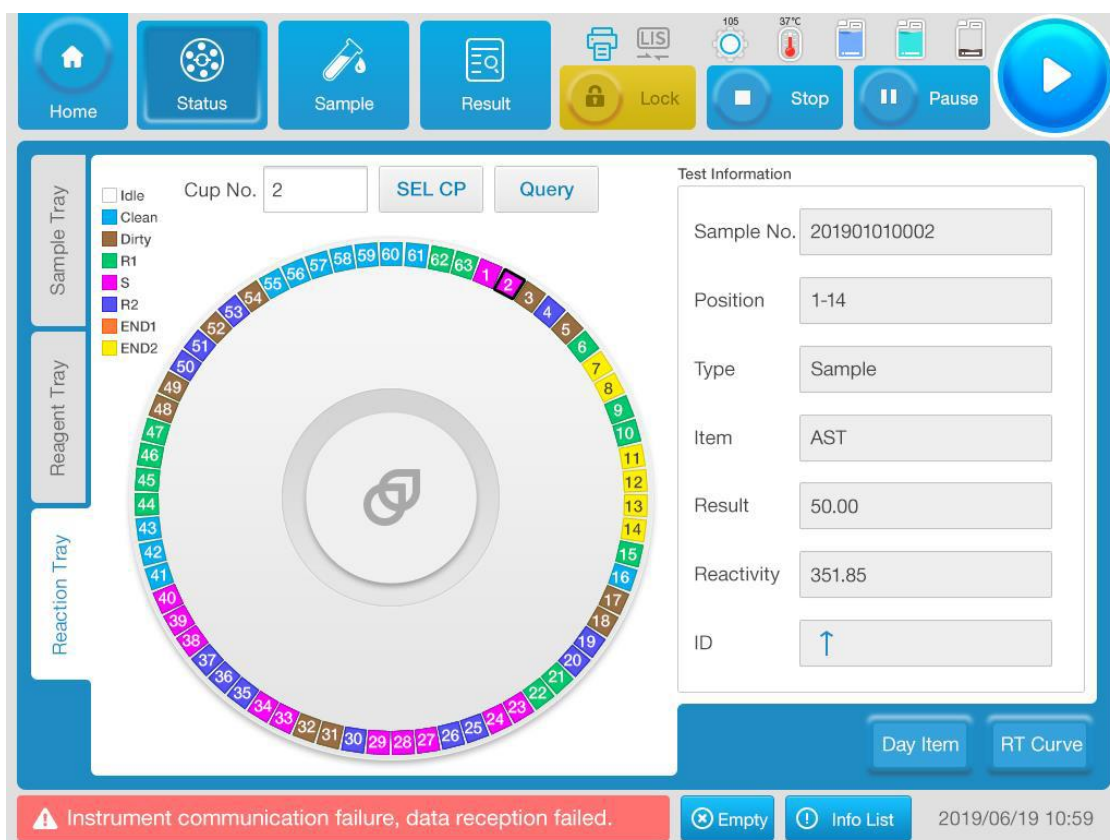 105 37°C
LIS
Home Status Sample Result Lock Stop Pause
Sample Tray
Reagent Tray
Reaction Tray
Idle
Clean
Dirty
R1
S
R2
END1
END2
Cup No. 2 SEL CP Query
1 2 3 4 5 6 7 8 9 10 11 12 13 14 15 16 17 18 19 20 21 22 23 24 25 26 27 28 29 30 31 32 33 34 35 36 37 38 39 40 41 42 43 44 45 46 47 48 49 50 51 52 53 54 55 56 57 58 59 60 61 62 63
Test Information
Sample No. 201901010002
Position 1-14
Type Sample
Item AST
Result 50.00
Reactivity 351.85
ID ↑
Day Item RT Curve
Instrument communication failure, data reception failed. Empty Info List 2019/06/19 10:59